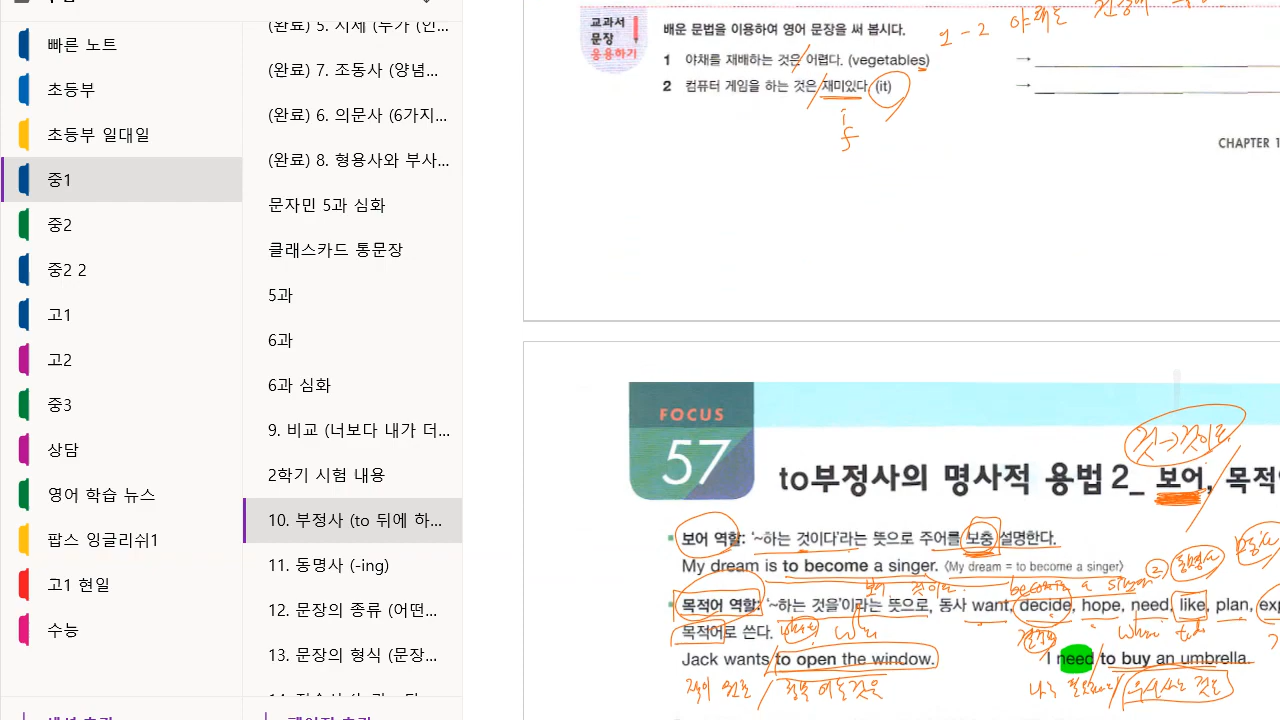 빠른 노트
초등부
초등부 일대일
중1
중2
중2 2
고1
고2
중3
상담
영어 학습 뉴스
팝스 잉글리쉬1
고1 현일
수능
(완료) 7. 조동사 (양념...
(완료) 6. 의문사 (6가지...
(완료) 8. 형용사와 부사...
문자민 5과 심화
클래스카드 통문장
5과
6과
6과 심화
9. 비교 (너보다 내가 더...
2학기 시험 내용
10. 부정사 (to 뒤에 하...
11. 동명사 (-ing)
12. 문장의 종류 (어떤...
13. 문장의 형식 (문장...
교과서
문장
응용하기
배운 문법을 이용하여 영어 문장을 써 봅시다.
1 야채를 재배하는 것은 어렵다. (vegetables) →
2 컴퓨터 게임을 하는 것은 재미있다. (it) →
CHAPTER 1
FOCUS
57
것→것이로
to부정사의 명사적 용법 2_ 보어, 목적
보어 역할: '~하는 것이다'라는 뜻으로 주어를 보충 설명한다.
My dream is to become a singer. (My dream = to become a singer)
목적어 역할: '~하는 것을'이라는 뜻으로, 동사 want, decide, hope, need, like, plan, exp
목적어로 쓴다.
Jack wants to open the window. I need to buy an umbrella.